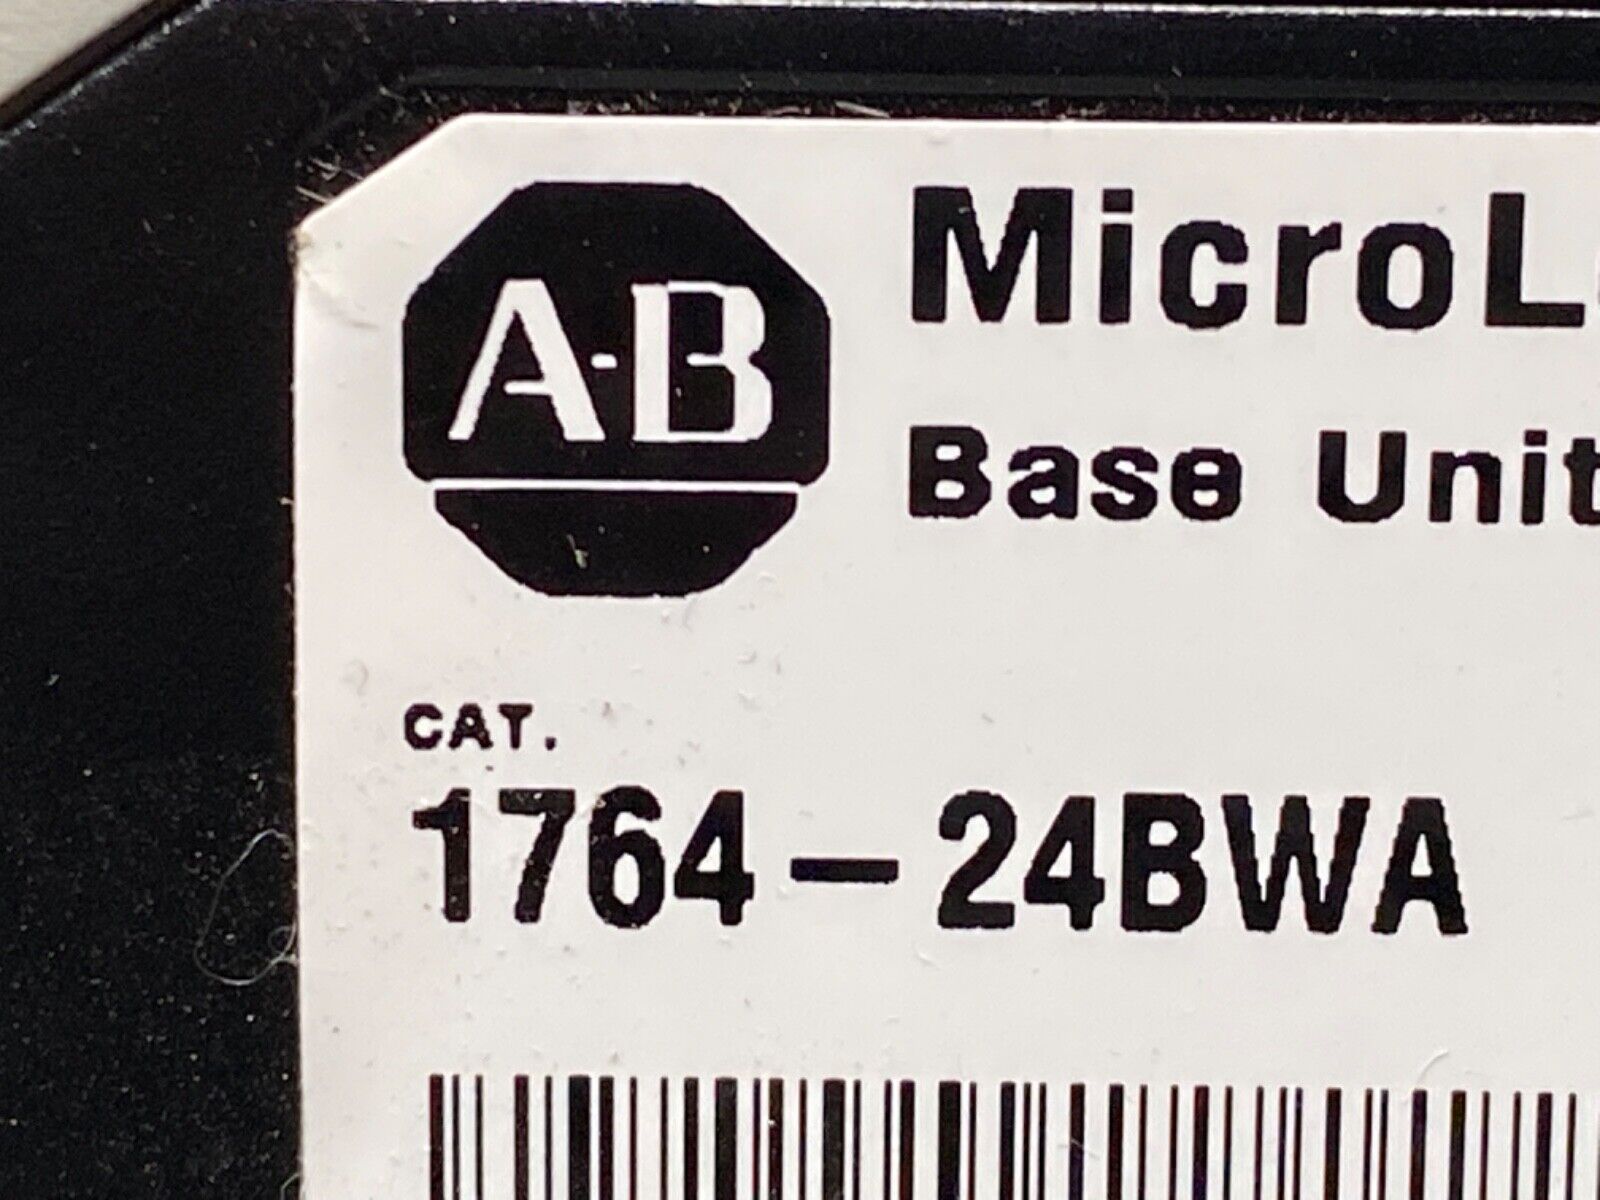 A-B
MicroL
Base Unit
CAT.
1764-24BWA